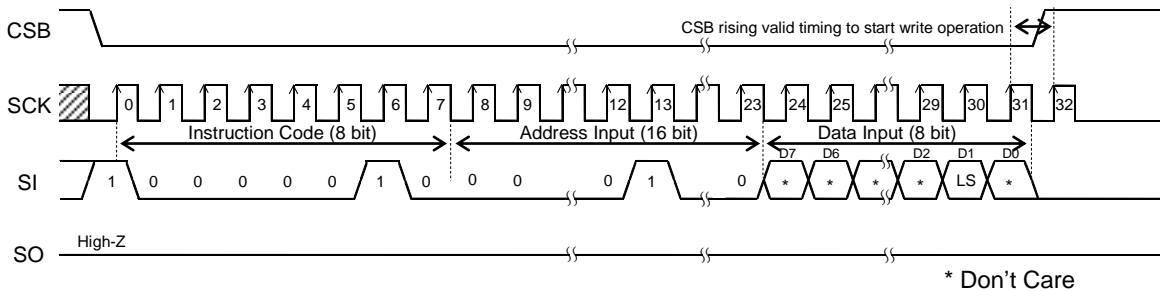 CSB
CSB rising valid timing to start write operation
SCK
0 1 2 3 4 5 6 7 8 9 12 13 23 24 25 29 30 31 32
Instruction Code (8 bit) Address Input (16 bit) Data Input (8 bit)
D7 D6 D2 D1 D0
SI
1 0 0 0 0 0 1 0 0 0 0 1 0 * * * * LS *
High-Z
SO
* Don't Care